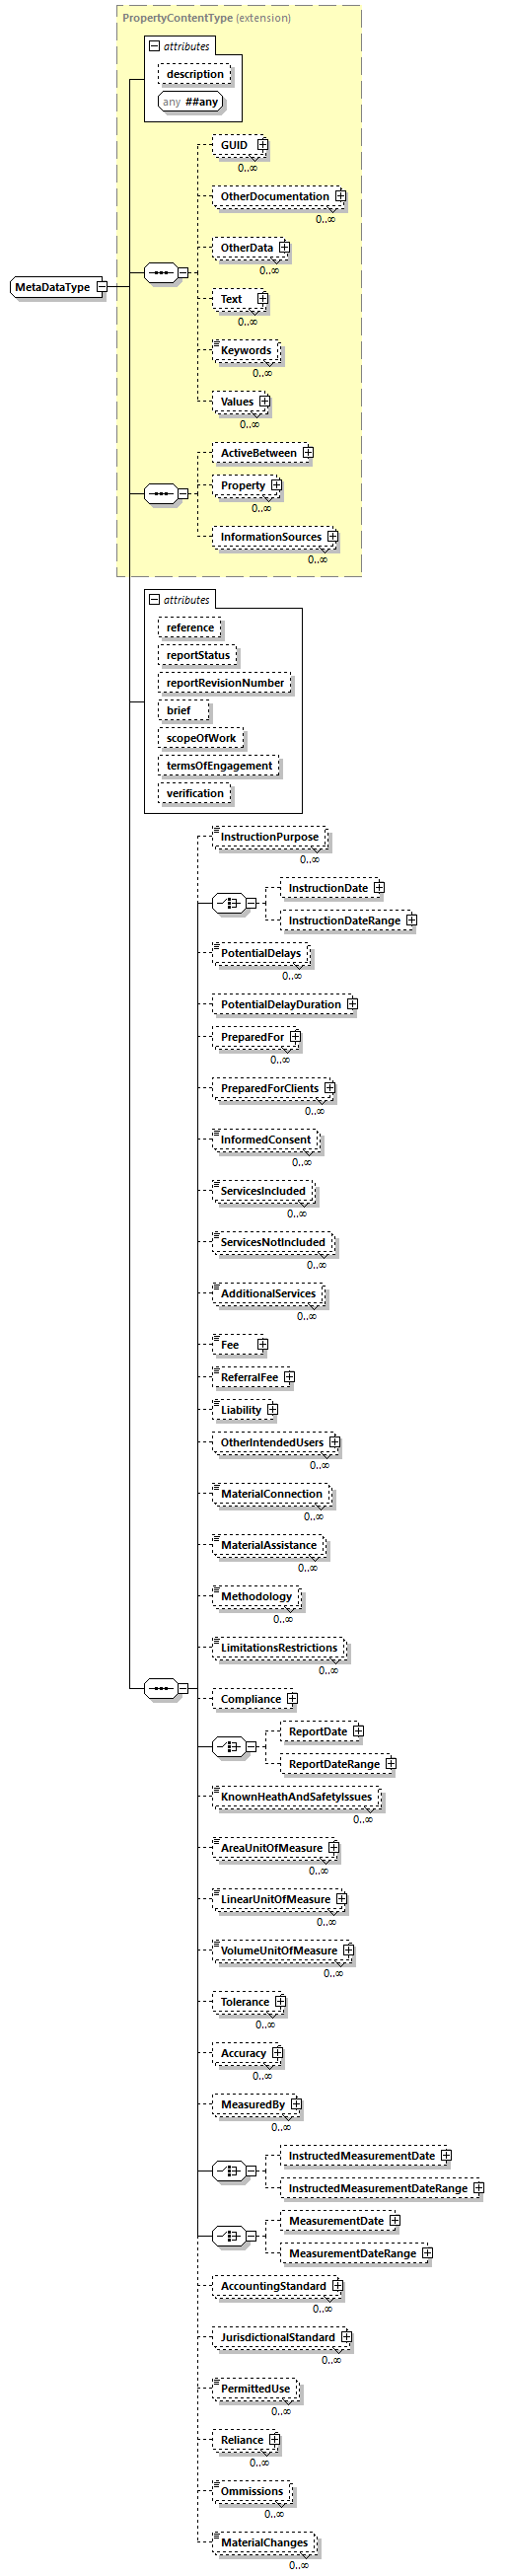 PropertyContentType (extension)
attributes
description
any ##any
GUID
0..∞
OtherDocumentation
0..∞
OtherData
0..∞
MetaDataType
Text
0..∞
Keywords
0..∞
Values
0..∞
ActiveBetween
Property
0..∞
InformationSources
0..∞
attributes
reference
reportStatus
reportRevisionNumber
brief
scopeOfWork
termsOfEngagement
verification
InstructionPurpose
0..∞
InstructionDate
InstructionDateRange
PotentialDelays
0..∞
PotentialDelayDuration
PreparedFor
0..∞
PreparedForClients
0..∞
InformedConsent
0..∞
ServicesIncluded
0..∞
ServicesNotIncluded
0..∞
AdditionalServices
0..∞
Fee
ReferralFee
Liability
OtherIntendedUsers
0..∞
MaterialConnection
0..∞
MaterialAssistance
0..∞
Methodology
0..∞
LimitationsRestrictions
0..∞
Compliance
ReportDate
ReportDateRange
KnownHeathAndSafetyIssues
0..∞
AreaUnitOfMeasure
0..∞
LinearUnitOfMeasure
0..∞
VolumeUnitOfMeasure
0..∞
Tolerance
0..∞
Accuracy
0..∞
MeasuredBy
0..∞
InstructedMeasurementDate
InstructedMeasurementDateRange
MeasurementDate
MeasurementDateRange
AccountingStandard
0..∞
JurisdictionalStandard
0..∞
PermittedUse
0..∞
Reliance
0..∞
Ommissions
0..∞
MaterialChanges
0..∞